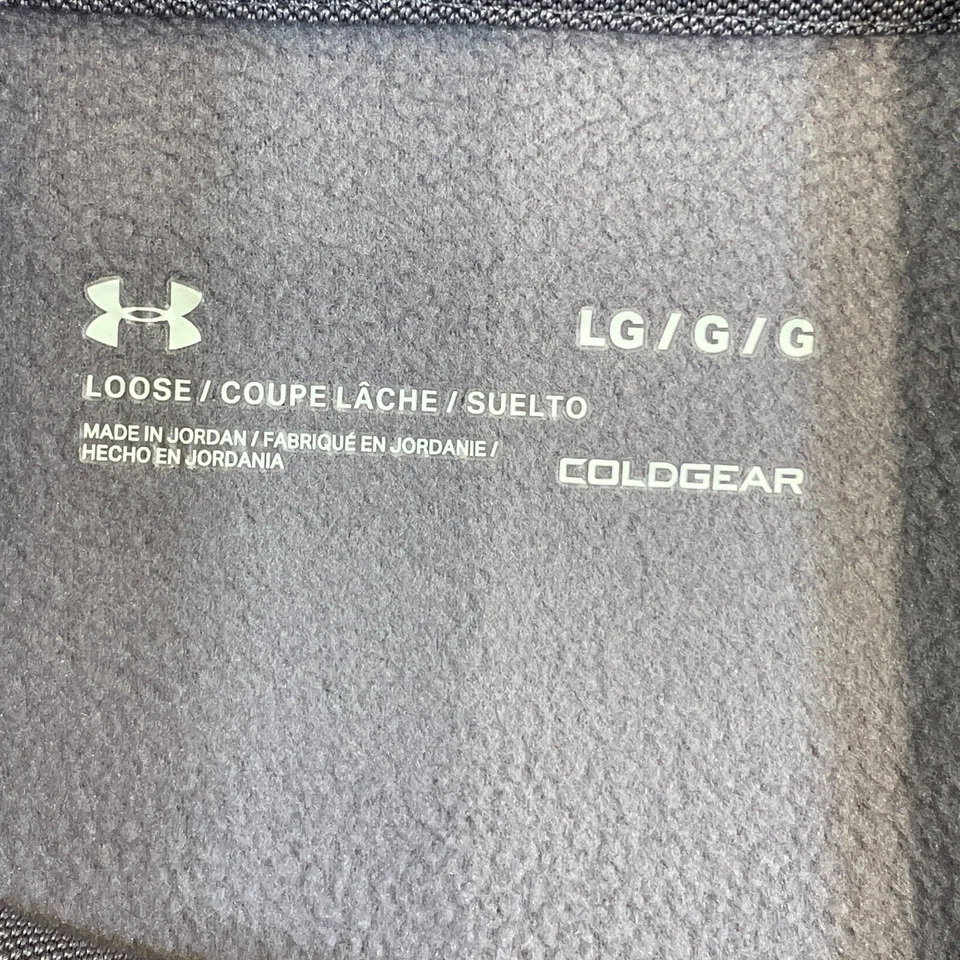 LG / G / G
LOOSE / COUPE LÂCHE / SUELTO
MADE IN JORDAN / FABRIQUÉ EN JORDANIE /
HECHO EN JORDANIA
COLDGEAR